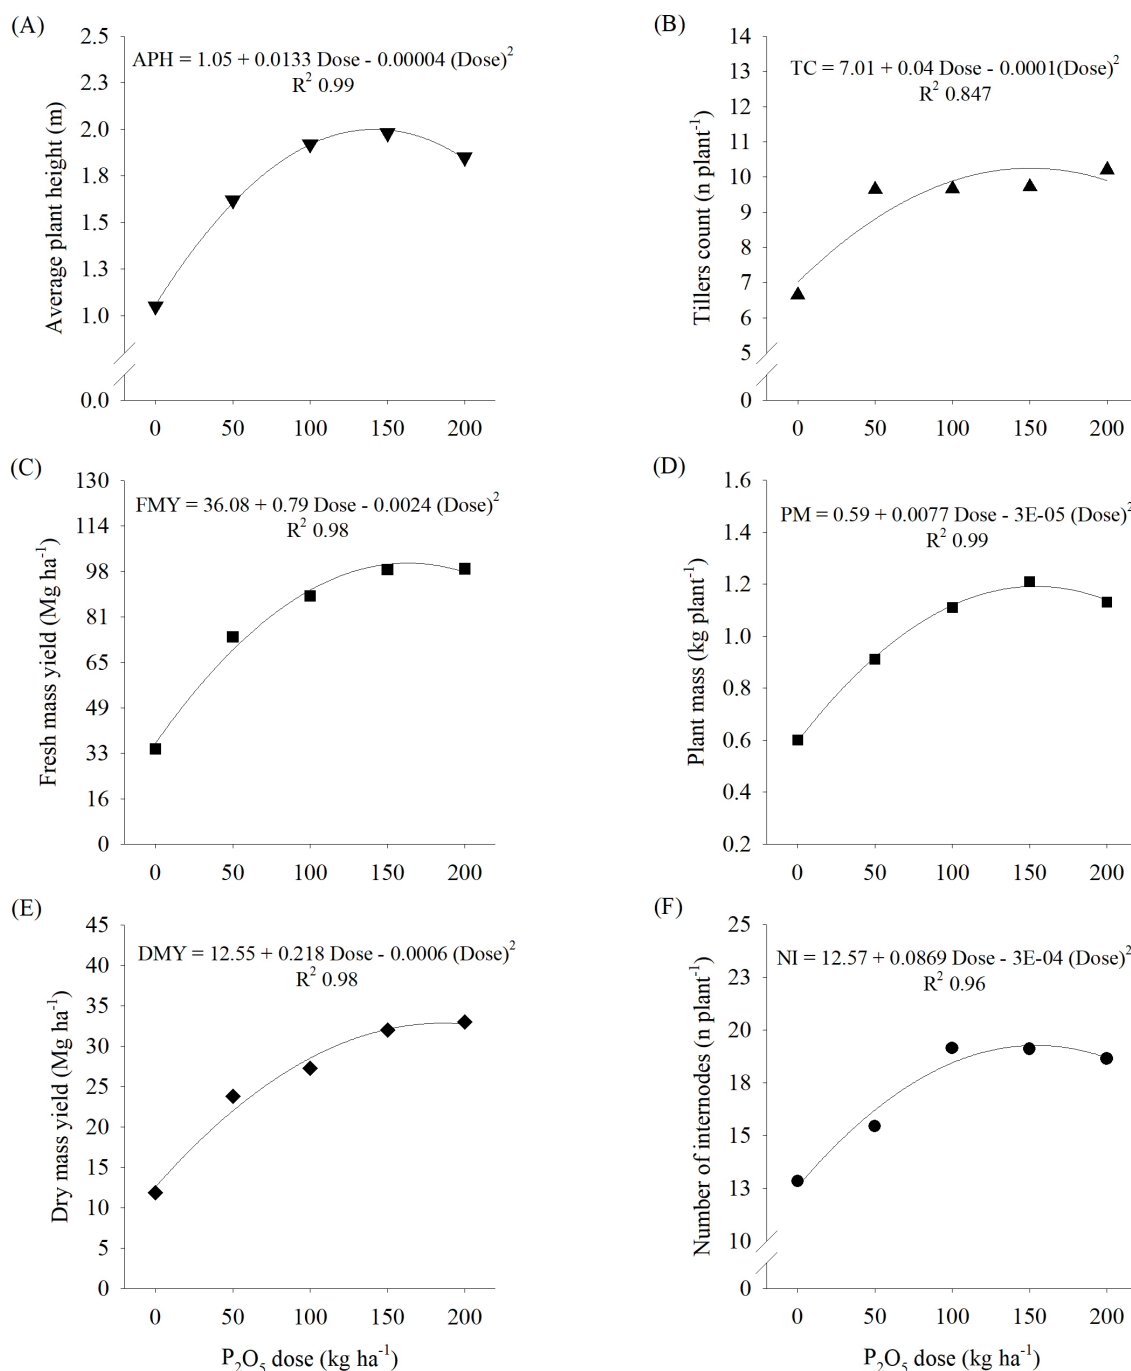 (A)
2.5
APH = 1.05 + 0.0133 Dose - 0.00004 (Dose)²
R² 0.99
2.0
1.8
1.5
1.3
1.0
0.0
Average plant height (m)
0 50 100 150 200
(B)
14
13
12
11
10
9
8
7
6
5
0
TC = 7.01 + 0.04 Dose - 0.0001(Dose)²
R² 0.847
Tillers count (n plant⁻¹)
0 50 100 150 200
(C)
130
114
98
81
65
49
33
16
0
FMY = 36.08 + 0.79 Dose - 0.0024 (Dose)²
R² 0.98
Fresh mass yield (Mg ha⁻¹)
0 50 100 150 200
(D)
1.6
1.4
1.2
1.0
0.8
0.6
0.4
0.2
PM = 0.59 + 0.0077 Dose - 3E-05 (Dose)²
R² 0.99
Plant mass (kg plant⁻¹)
0 50 100 150 200
(E)
45
40
35
30
25
20
15
10
5
0
DMY = 12.55 + 0.218 Dose - 0.0006 (Dose)²
R² 0.98
Dry mass yield (Mg ha⁻¹)
0 50 100 150 200
P₂O₅ dose (kg ha⁻¹)
(F)
25
23
20
18
15
13
10
0
NI = 12.57 + 0.0869 Dose - 3E-04 (Dose)²
R² 0.96
Number of internodes (n plant⁻¹)
0 50 100 150 200
P₂O₅ dose (kg ha⁻¹)